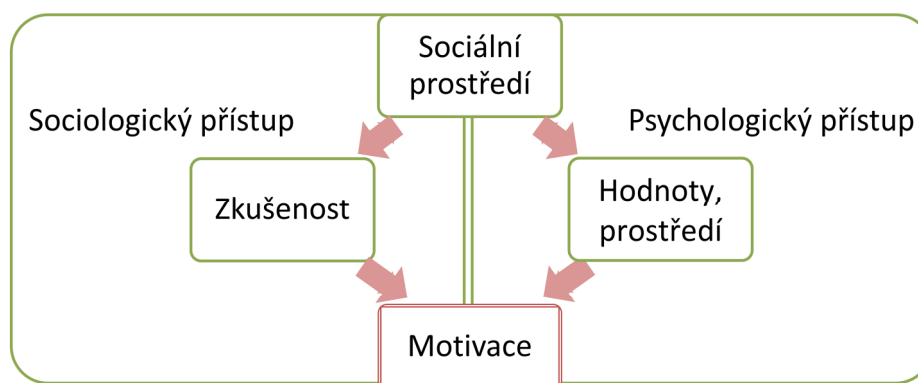 Sociální
prostředí
Sociologický přístup
Psychologický přístup
Zkušenost
Hodnoty,
prostředí
Motivace